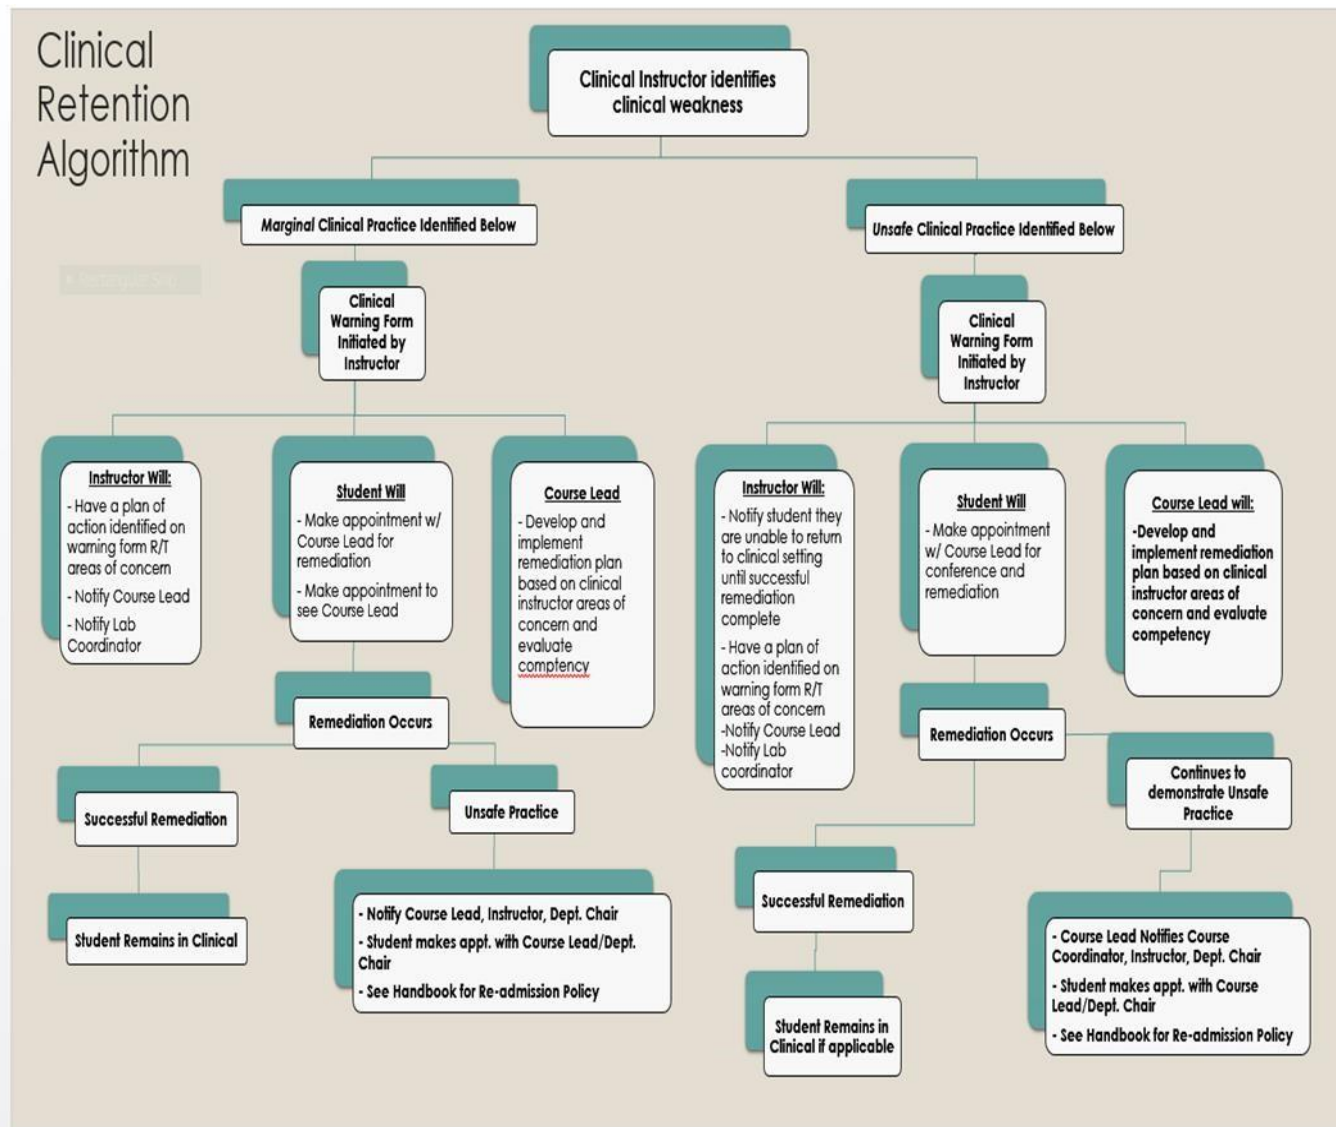 Clinical
Retention
Algorithm
Clinical Instructor identifies
clinical weakness
Marginal Clinical Practice Identified Below
Clinical
Warning Form
Initiated by
Instructor
Instructor Will:
- Have a plan of
action identified on
warning form R/T
areas of concern
- Notify Course Lead
- Notify Lab
Coordinator
Student Will
- Make appointment w/
Course Lead for
remediation
- Make appointment to
see Course Lead
Course Lead
- Develop and
implement
remediation plan
based on clinical
instructor areas of
concern and
evaluate
comptency
Remediation Occurs
Successful Remediation
Student Remains in Clinical
Unsafe Practice
- Notify Course Lead, Instructor, Dept. Chair
- Student makes appt. with Course Lead/Dept.
Chair
- See Handbook for Re-admission Policy
Unsafe Clinical Practice Identified Below
Clinical
Warning Form
Initiated by
Instructor
Instructor Will:
- Notify student they
are unable to return
to clinical setting
until successful
remediation
complete
- Have a plan of
action identified on
warning form R/T
areas of concern
-Notify Course Lead
-Notify Lab
coordinator
Student Will
- Make appointment
w/ Course Lead for
conference and
remediation
Course Lead will:
-Develop and
implement remediation
plan based on clinical
instructor areas of
concern and evaluate
competency
Remediation Occurs
Successful Remediation
Student Remains in
Clinical if applicable
Continues to
demonstrate Unsafe
Practice
- Course Lead Notifies Course
Coordinator, Instructor, Dept. Chair
- Student makes appt. with Course
Lead/Dept. Chair
- See Handbook for Re-admission Policy